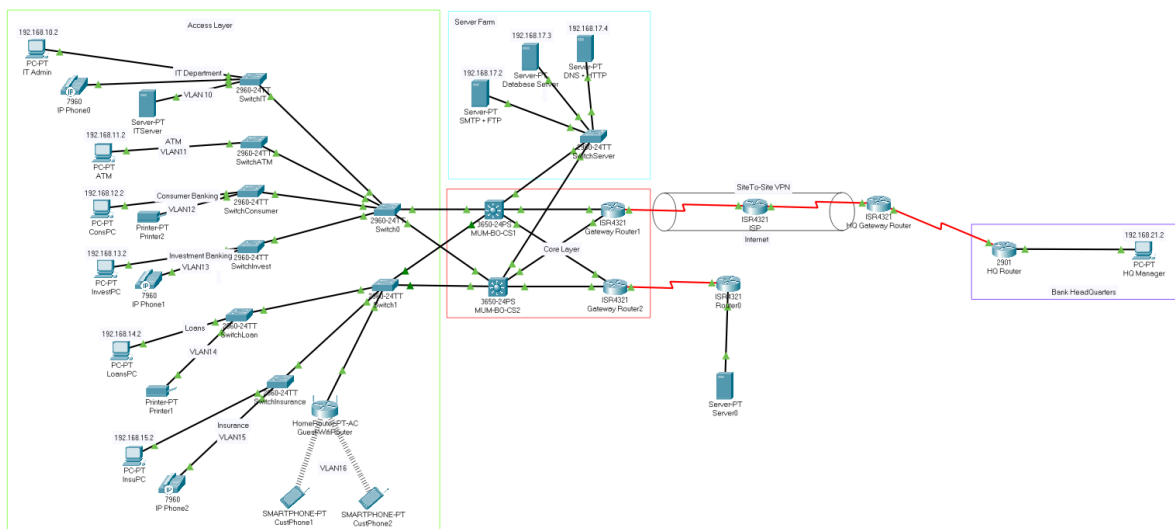 Access Layer
192.168.10.2
PC-PT
IT Admin
IT Department
7960
IP Phone0
VLAN 10
2960-24TT
SwitchIT
Server-PT
ITServer
192.168.11.2
ATM
VLAN11
PC-PT
ATM
2960-24TT
SwitchATM
192.168.12.2
Consumer Banking
VLAN12
PC-PT
ConsPC
Printer-PT
Printer2
2960-24TT
SwitchConsumer
192.168.13.2
Investment Banking
VLAN13
PC-PT
InvestPC
7960
IP Phone1
2960-24TT
SwitchInvest
2960-24TT
Switch0
2960-24TT
Switch1
192.168.14.2
Loans
VLAN14
PC-PT
LoansPC
2960-24TT
SwitchLoan
Printer-PT
Printer1
2960-24TT
SwitchInsurance
192.168.15.2
Insurance
VLAN15
PC-PT
InsuPC
7960
IP Phone2
HomeRouter-PT-AC
GuestWifiRouter
VLAN16
SMARTPHONE-PT
CustPhone1
SMARTPHONE-PT
CustPhone2
Server Farm
192.168.17.3
192.168.17.4
Server-PT
Database Server
Server-PT
DNS + HTTP
192.168.17.2
Server-PT
SMTP + FTP
2960-24TT
SwitchServer
3650-24PS
MUM-BO-CS1
ISR4321
Gateway Router1
Core Layer
3650-24PS
MUM-BO-CS2
ISR4321
Gateway Router2
SiteTo-Site VPN
ISR4321
ISP
Internet
ISR4321
HQ Gateway Router
ISR4321
Router0
Server-PT
Server0
2901
HQ Router
192.168.21.2
PC-PT
HQ Manager
Bank HeadQuarters